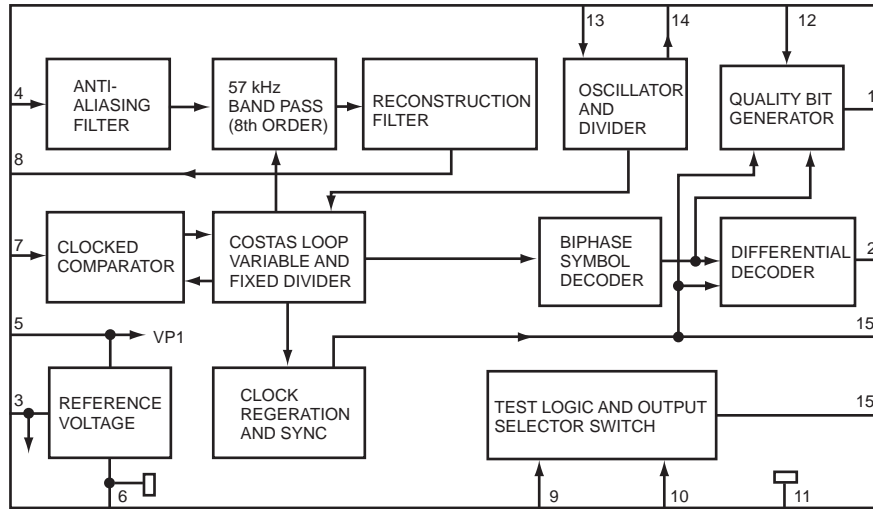 13
14
12
4
ANTI-
ALIASING
FILTER
57 kHz
BAND PASS
(8th ORDER)
RECONSTRUCTION
FILTER
OSCILLATOR
AND
DIVIDER
QUALITY BIT
GENERATOR
1
8
7
CLOCKED
COMPARATOR
COSTAS LOOP
VARIABLE AND
FIXED DIVIDER
BIPHASE
SYMBOL
DECODER
DIFFERENTIAL
DECODER
2
5
VP1
15
3
REFERENCE
VOLTAGE
CLOCK
REGERATION
AND SYNC
TEST LOGIC AND OUTPUT
SELECTOR SWITCH
15
6
9
10
11